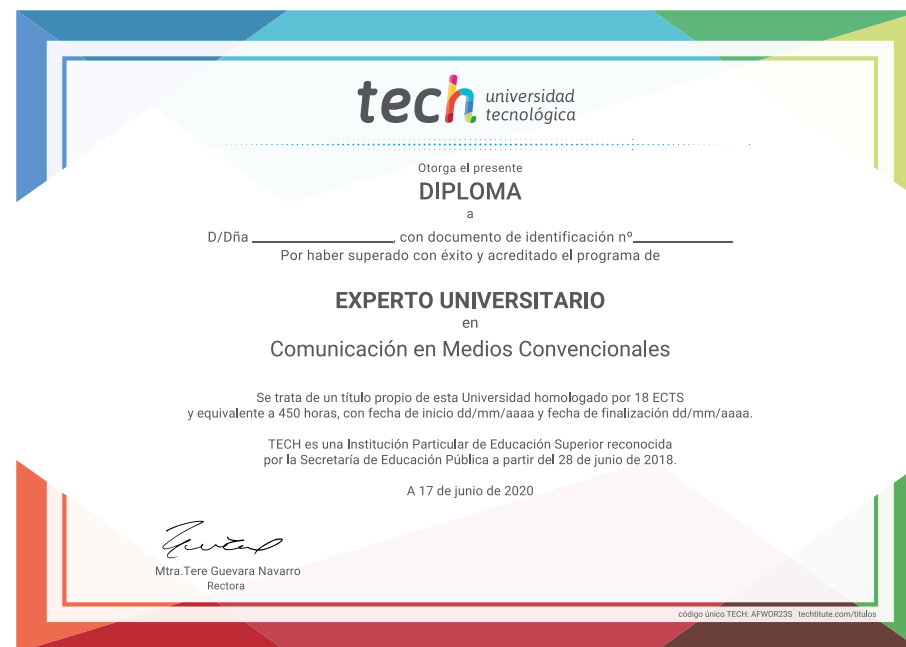 tech universidad
tecnológica
Otorga el presente
DIPLOMA
a
D/Dña ____________________, con documento de identificación nº______________
Por haber superado con éxito y acreditado el programa de
EXPERTO UNIVERSITARIO
en
Comunicación en Medios Convencionales
Se trata de un título propio de esta Universidad homologado por 18 ECTS
y equivalente a 450 horas, con fecha de inicio dd/mm/aaaa y fecha de finalización dd/mm/aaaa.
TECH es una Institución Particular de Educación Superior reconocida
por la Secretaría de Educación Pública a partir del 28 de junio de 2018.
A 17 de junio de 2020
Mtra.Tere Guevara Navarro
Rectora
código único TECH: AFWOR23S techtitute.com/titulos